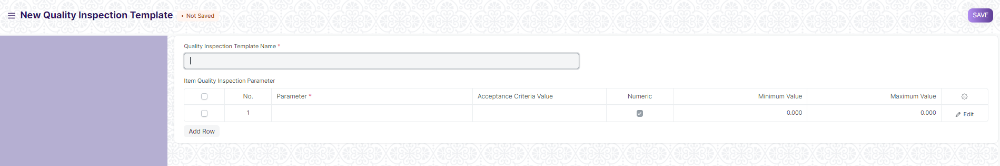 New Quality Inspection Template • Not Saved SAVE
Quality Inspection Template Name *
Item Quality Inspection Parameter
No. Parameter * Acceptance Criteria Value Numeric Minimum Value Maximum Value
1 0.000 0.000 Edit
Add Row